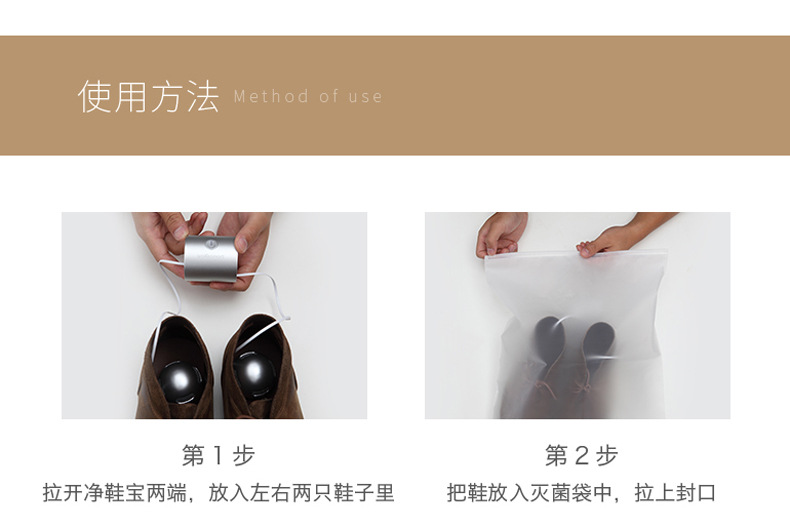 使用方法 Method of use
第1步
拉开净鞋宝两端，放入左右两只鞋子里
第2步
把鞋放入灭菌袋中，拉上封口